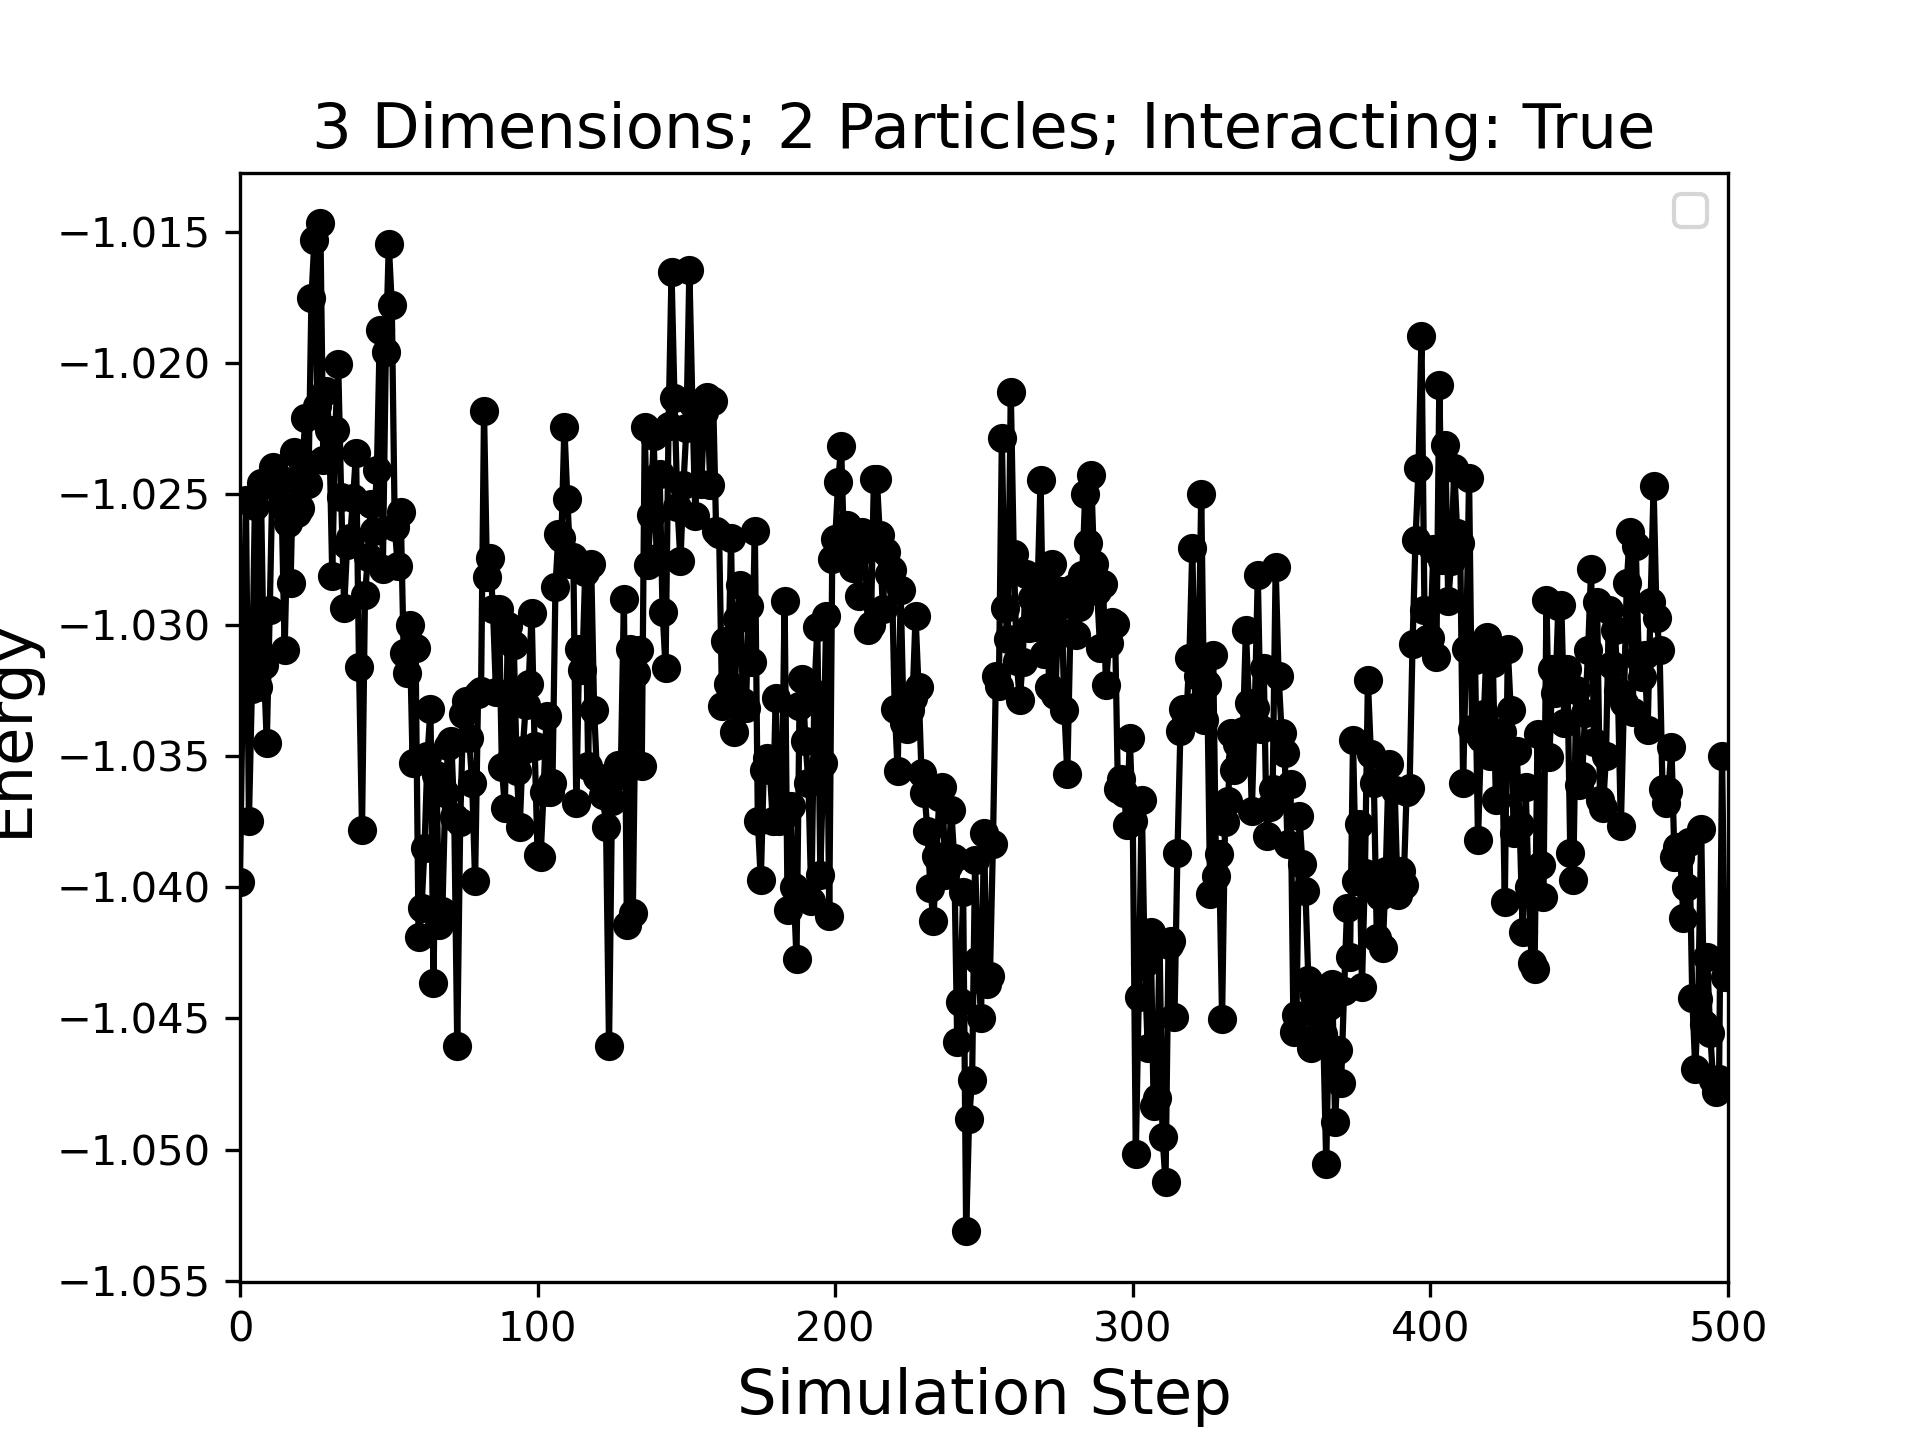 3 Dimensions; 2 Particles; Interacting: True
Energy
−1.015
−1.020
−1.025
−1.030
−1.035
−1.040
−1.045
−1.050
−1.055
0 100 200 300 400 500
Simulation Step